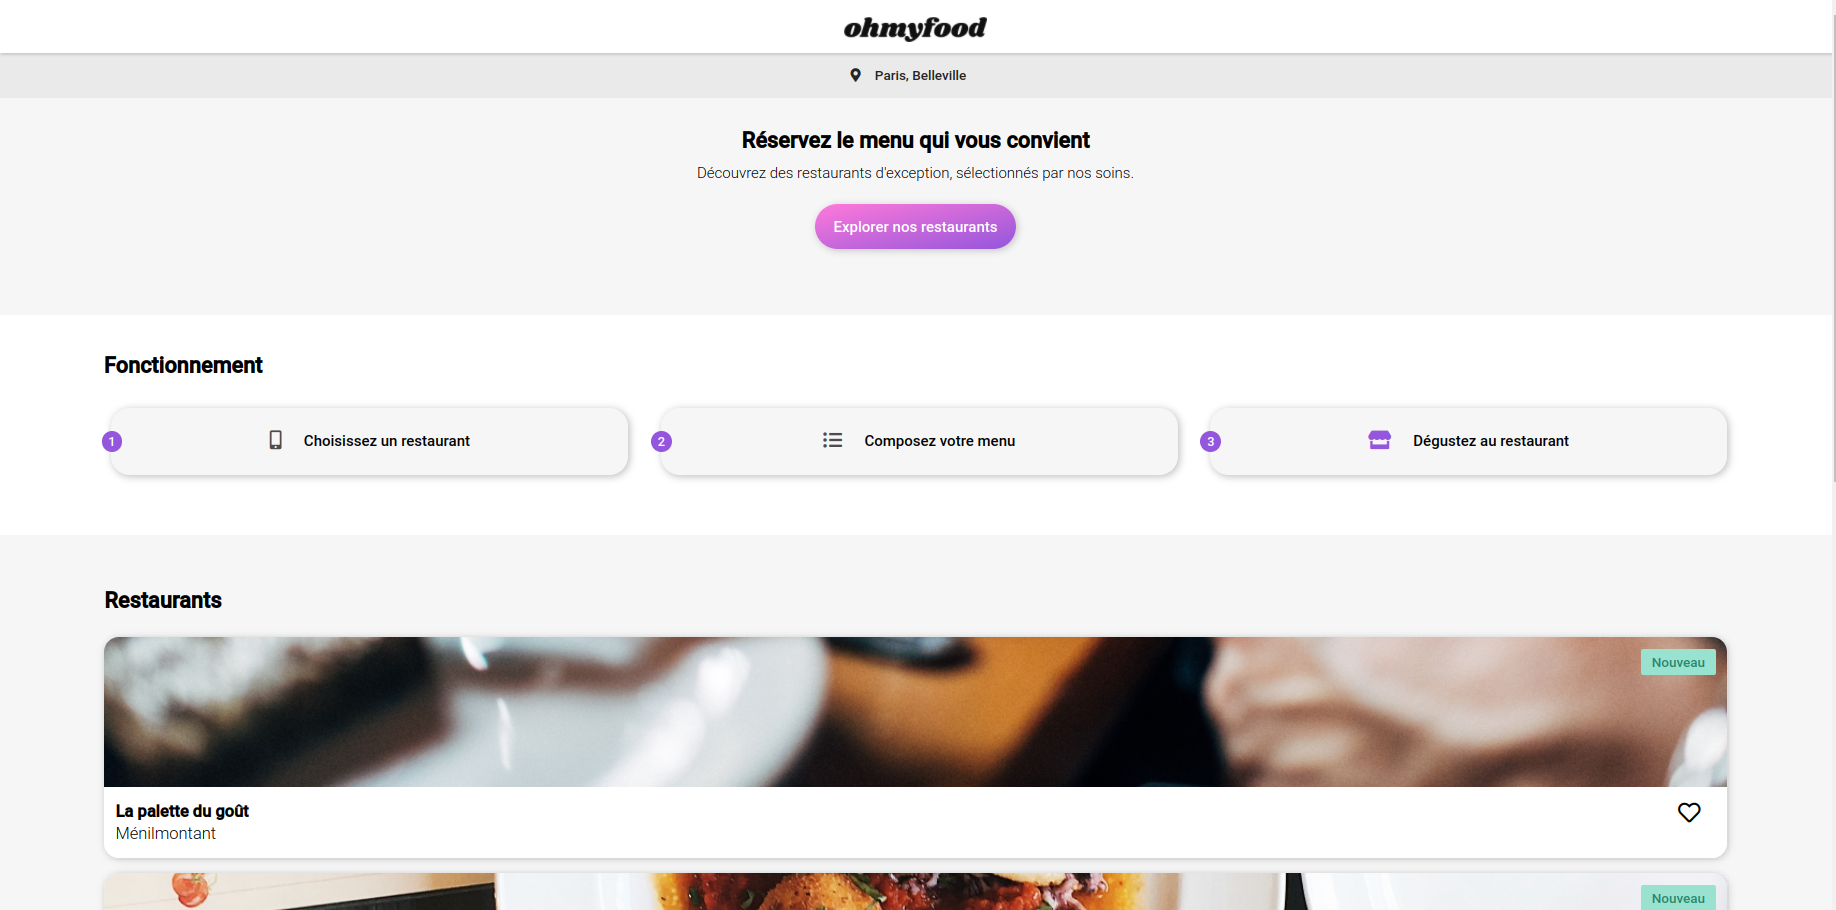 ohmyfood
Paris, Belleville
Réservez le menu qui vous convient
Découvrez des restaurants d'exception, sélectionnés par nos soins.
Explorer nos restaurants
Fonctionnement
1 Choisissez un restaurant
2 Composez votre menu
3 Dégustez au restaurant
Restaurants
Nouveau
La palette du goût
Ménilmontant
Nouveau